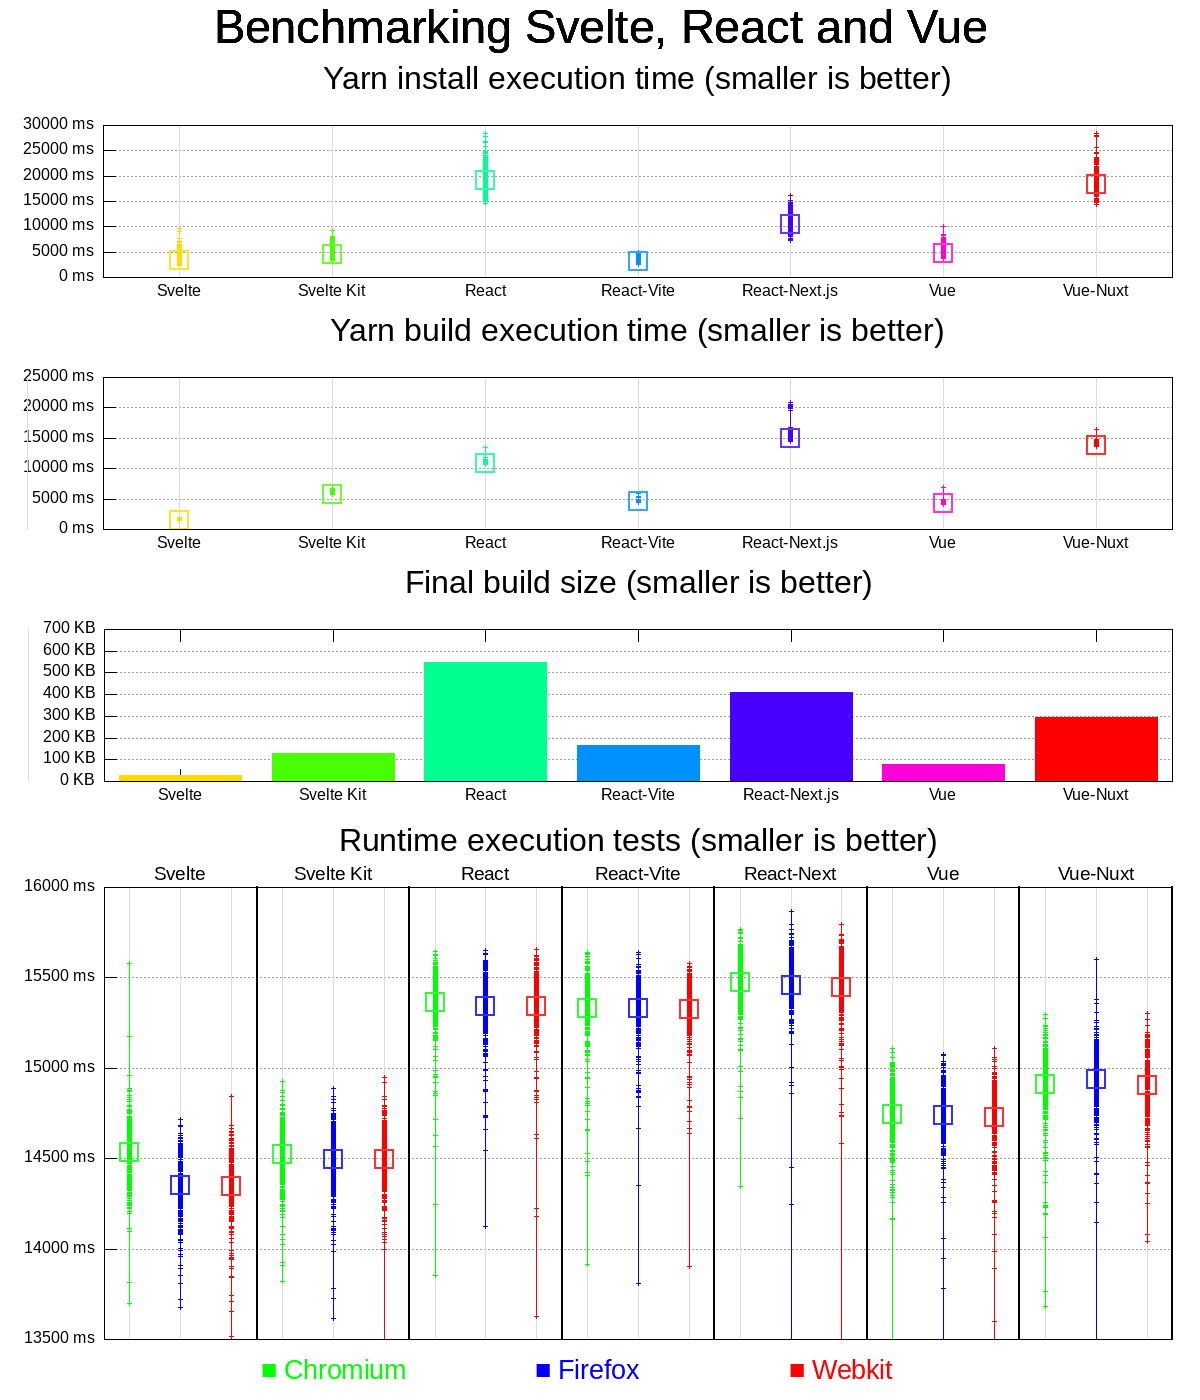 Benchmarking Svelte, React and Vue
Yarn install execution time (smaller is better)
30000 ms
25000 ms
20000 ms
15000 ms
10000 ms
5000 ms
0 ms
Svelte Svelte Kit React React-Vite React-Next.js Vue Vue-Nuxt
Yarn build execution time (smaller is better)
25000 ms
20000 ms
15000 ms
10000 ms
5000 ms
0 ms
Svelte Svelte Kit React React-Vite React-Next.js Vue Vue-Nuxt
Final build size (smaller is better)
700 KB
600 KB
500 KB
400 KB
300 KB
200 KB
100 KB
0 KB
Svelte Svelte Kit React React-Vite React-Next.js Vue Vue-Nuxt
Runtime execution tests (smaller is better)
Svelte Svelte Kit React React-Vite React-Next Vue Vue-Nuxt
16000 ms
15500 ms
15000 ms
14500 ms
14000 ms
13500 ms
Chromium Firefox Webkit